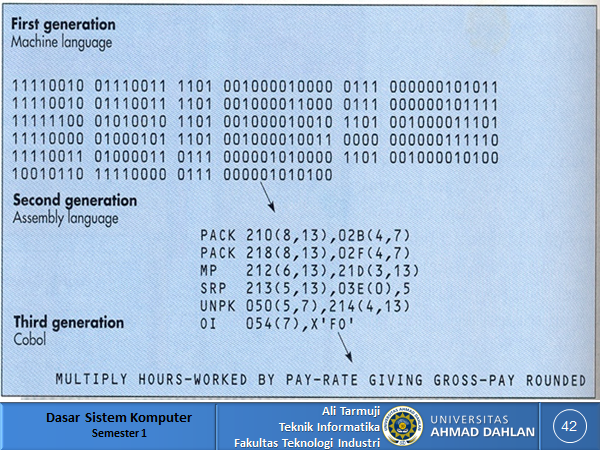 First generation
Machine language
11110010 01110011 1101 001000010000 0111 000000101011
11110010 01110011 1101 001000011000 0111 000000101111
11111100 01010010 1101 001000010010 1101 001000011101
11110000 01000101 1101 001000010011 0000 000000111110
11110011 01000011 0111 000001010000 1101 001000010100
10010110 11110000 0111 000001010100
Second generation
Assembly language
PACK 210(8,13),02B(4,7)
PACK 218(8,13),02F(4,7)
MP 212(6,13),21D(3,13)
SRP 213(5,13),03E(0),5
UNPK 050(5,7),214(4,13)
OI 054(7),X'F0'
Third generation
Cobol
MULTIPLY HOURS-WORKED BY PAY-RATE GIVING GROSS-PAY ROUNDED
Dasar Sistem Komputer
Semester 1
Ali Tarmuji
Teknik Informatika
Fakultas Teknologi Industri
UNIVERSITAS
AHMAD DAHLAN
42